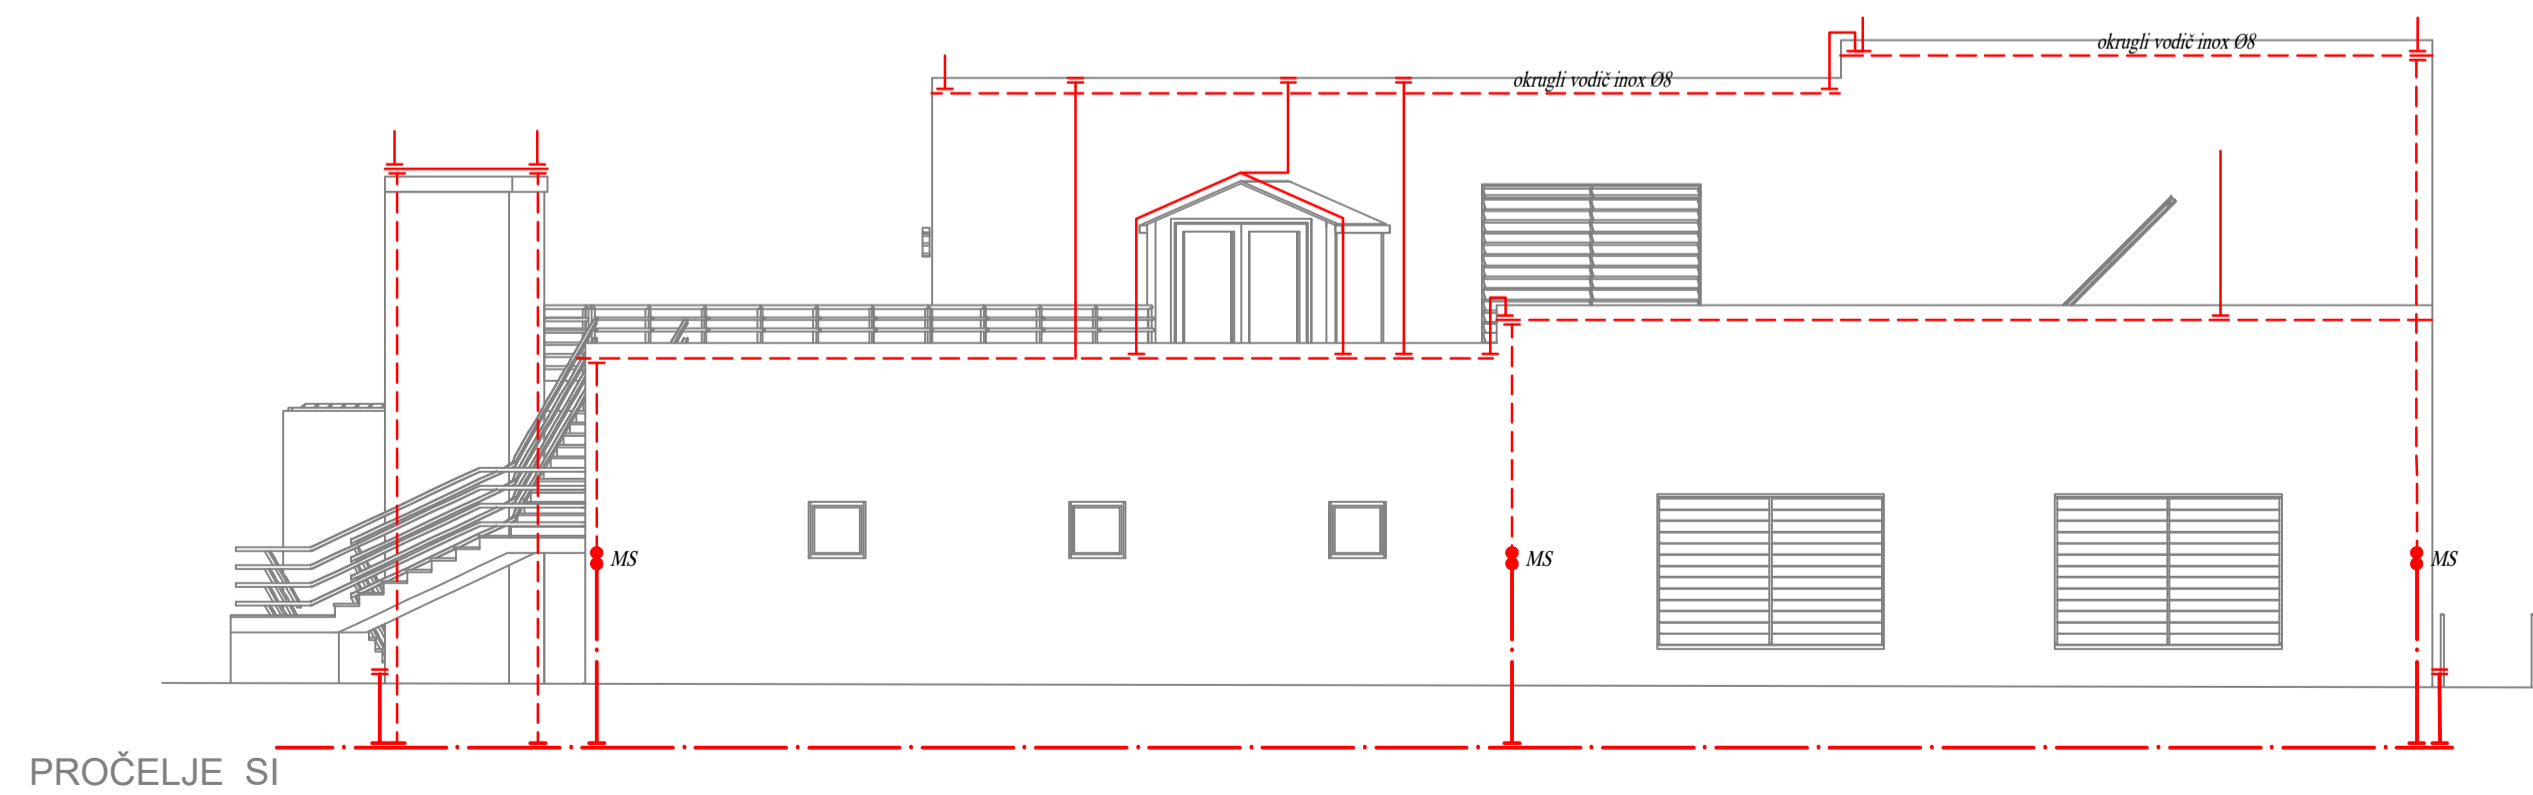 okrugli vodič inox Ø8
okrugli vodič inox Ø8
MS
MS
MS
PROČELJE SI